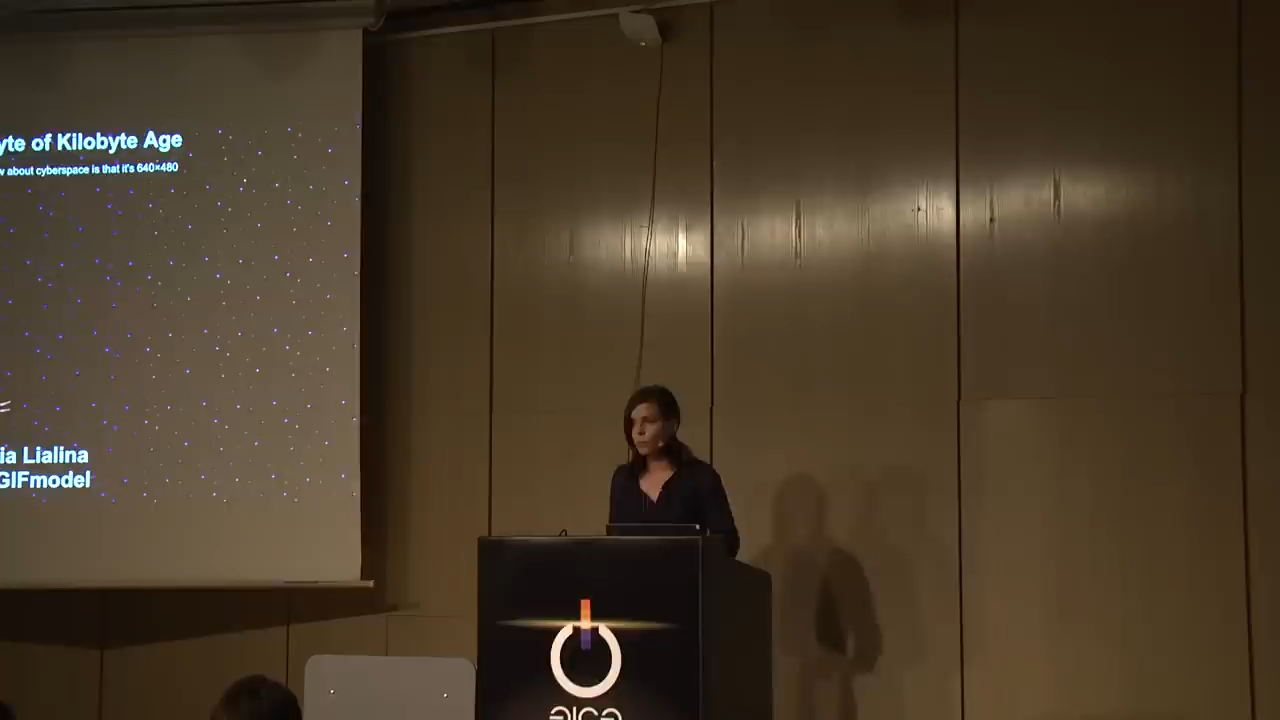 yte of Kilobyte Age
w about cyberspace is that it's 640×480
ia Lialina
GIFmodel